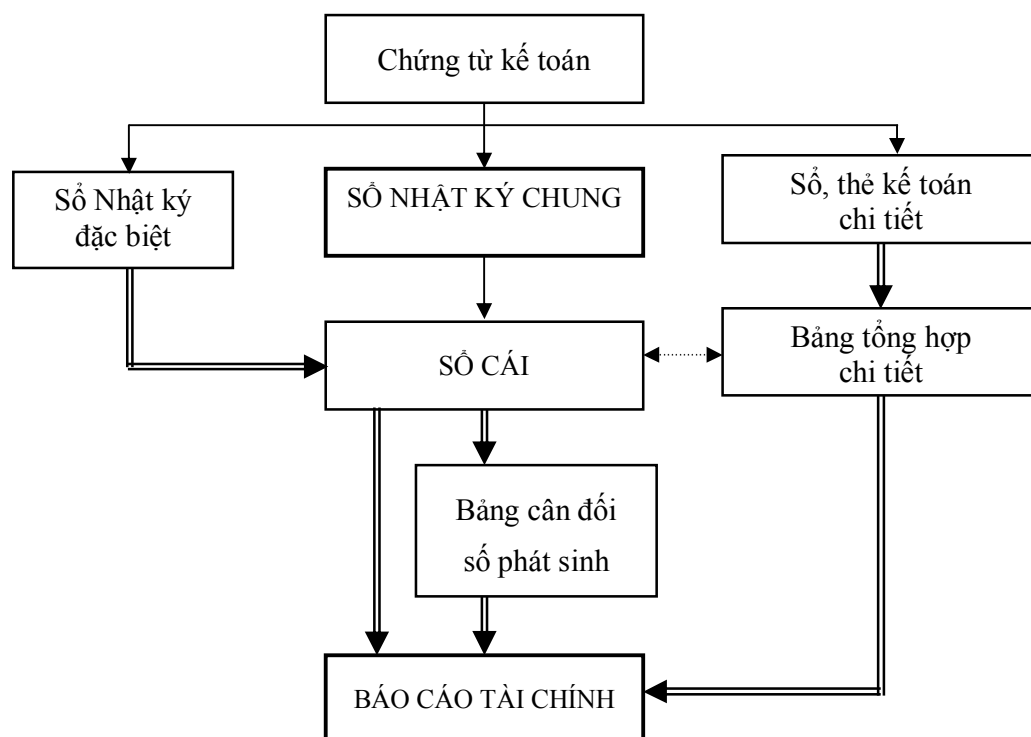 Chứng từ kế toán
Sổ Nhật ký
đặc biệt
SỔ NHẬT KÝ CHUNG
Sổ, thẻ kế toán
chi tiết
SỔ CÁI
Bảng tổng hợp
chi tiết
Bảng cân đối
số phát sinh
BÁO CÁO TÀI CHÍNH